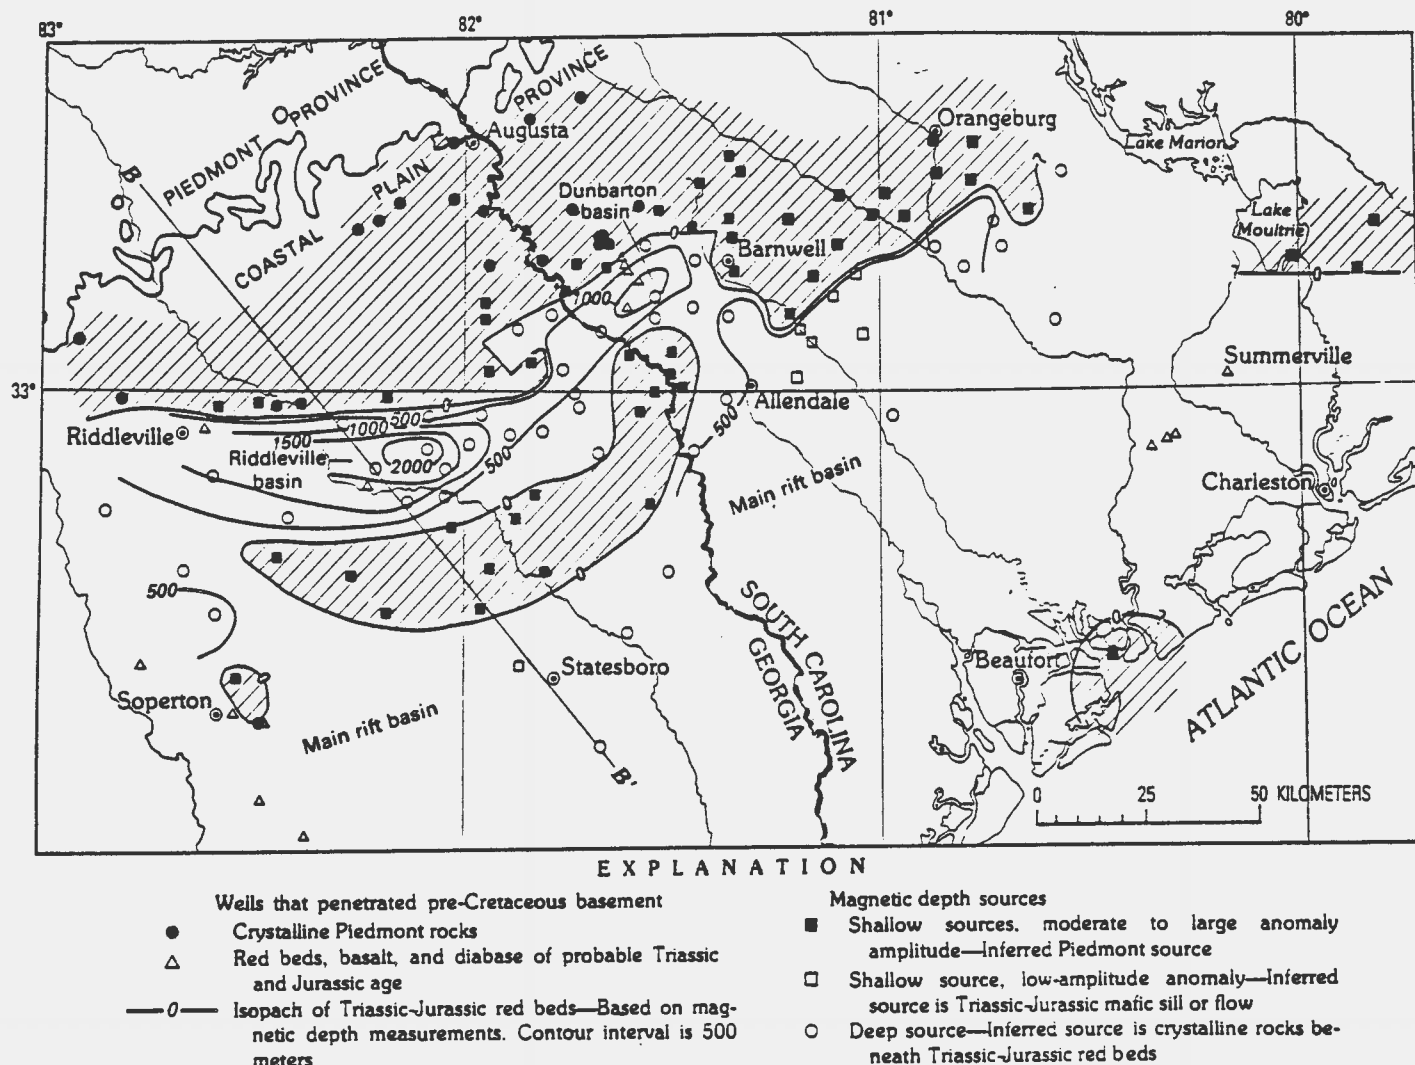 83°
82°
81°
80°
PIEDMONT PROVINCE
PROVINCE
Augusta
Orangeburg
Lake Marion
B
COASTAL PLAIN
Dunbarton
basin
Lake
Moultrie
0
Barnwell
0
1000
33°
Summerville
0
500
1000
1500
Allendale
500
Riddleville
Riddleville
basin
2000
500
Main rift basin
Charleston
0
0
500
SOUTH CAROLINA
GEORGIA
ATLANTIC OCEAN
0
Beaufort
Statesboro
Soperton
0
Main rift basin
B'
0 25 50 KILOMETERS
EXPLANATION
Wells that penetrated pre-Cretaceous basement
Crystalline Piedmont rocks
Red beds, basalt, and diabase of probable Triassic
and Jurassic age
0 Isopach of Triassic-Jurassic red beds—Based on mag-
netic depth measurements. Contour interval is 500
meters
Magnetic depth sources
Shallow sources, moderate to large anomaly
amplitude—Inferred Piedmont source
Shallow source, low-amplitude anomaly—Inferred
source is Triassic-Jurassic mafic sill or flow
Deep source—Inferred source is crystalline rocks be-
neath Triassic-Jurassic red beds